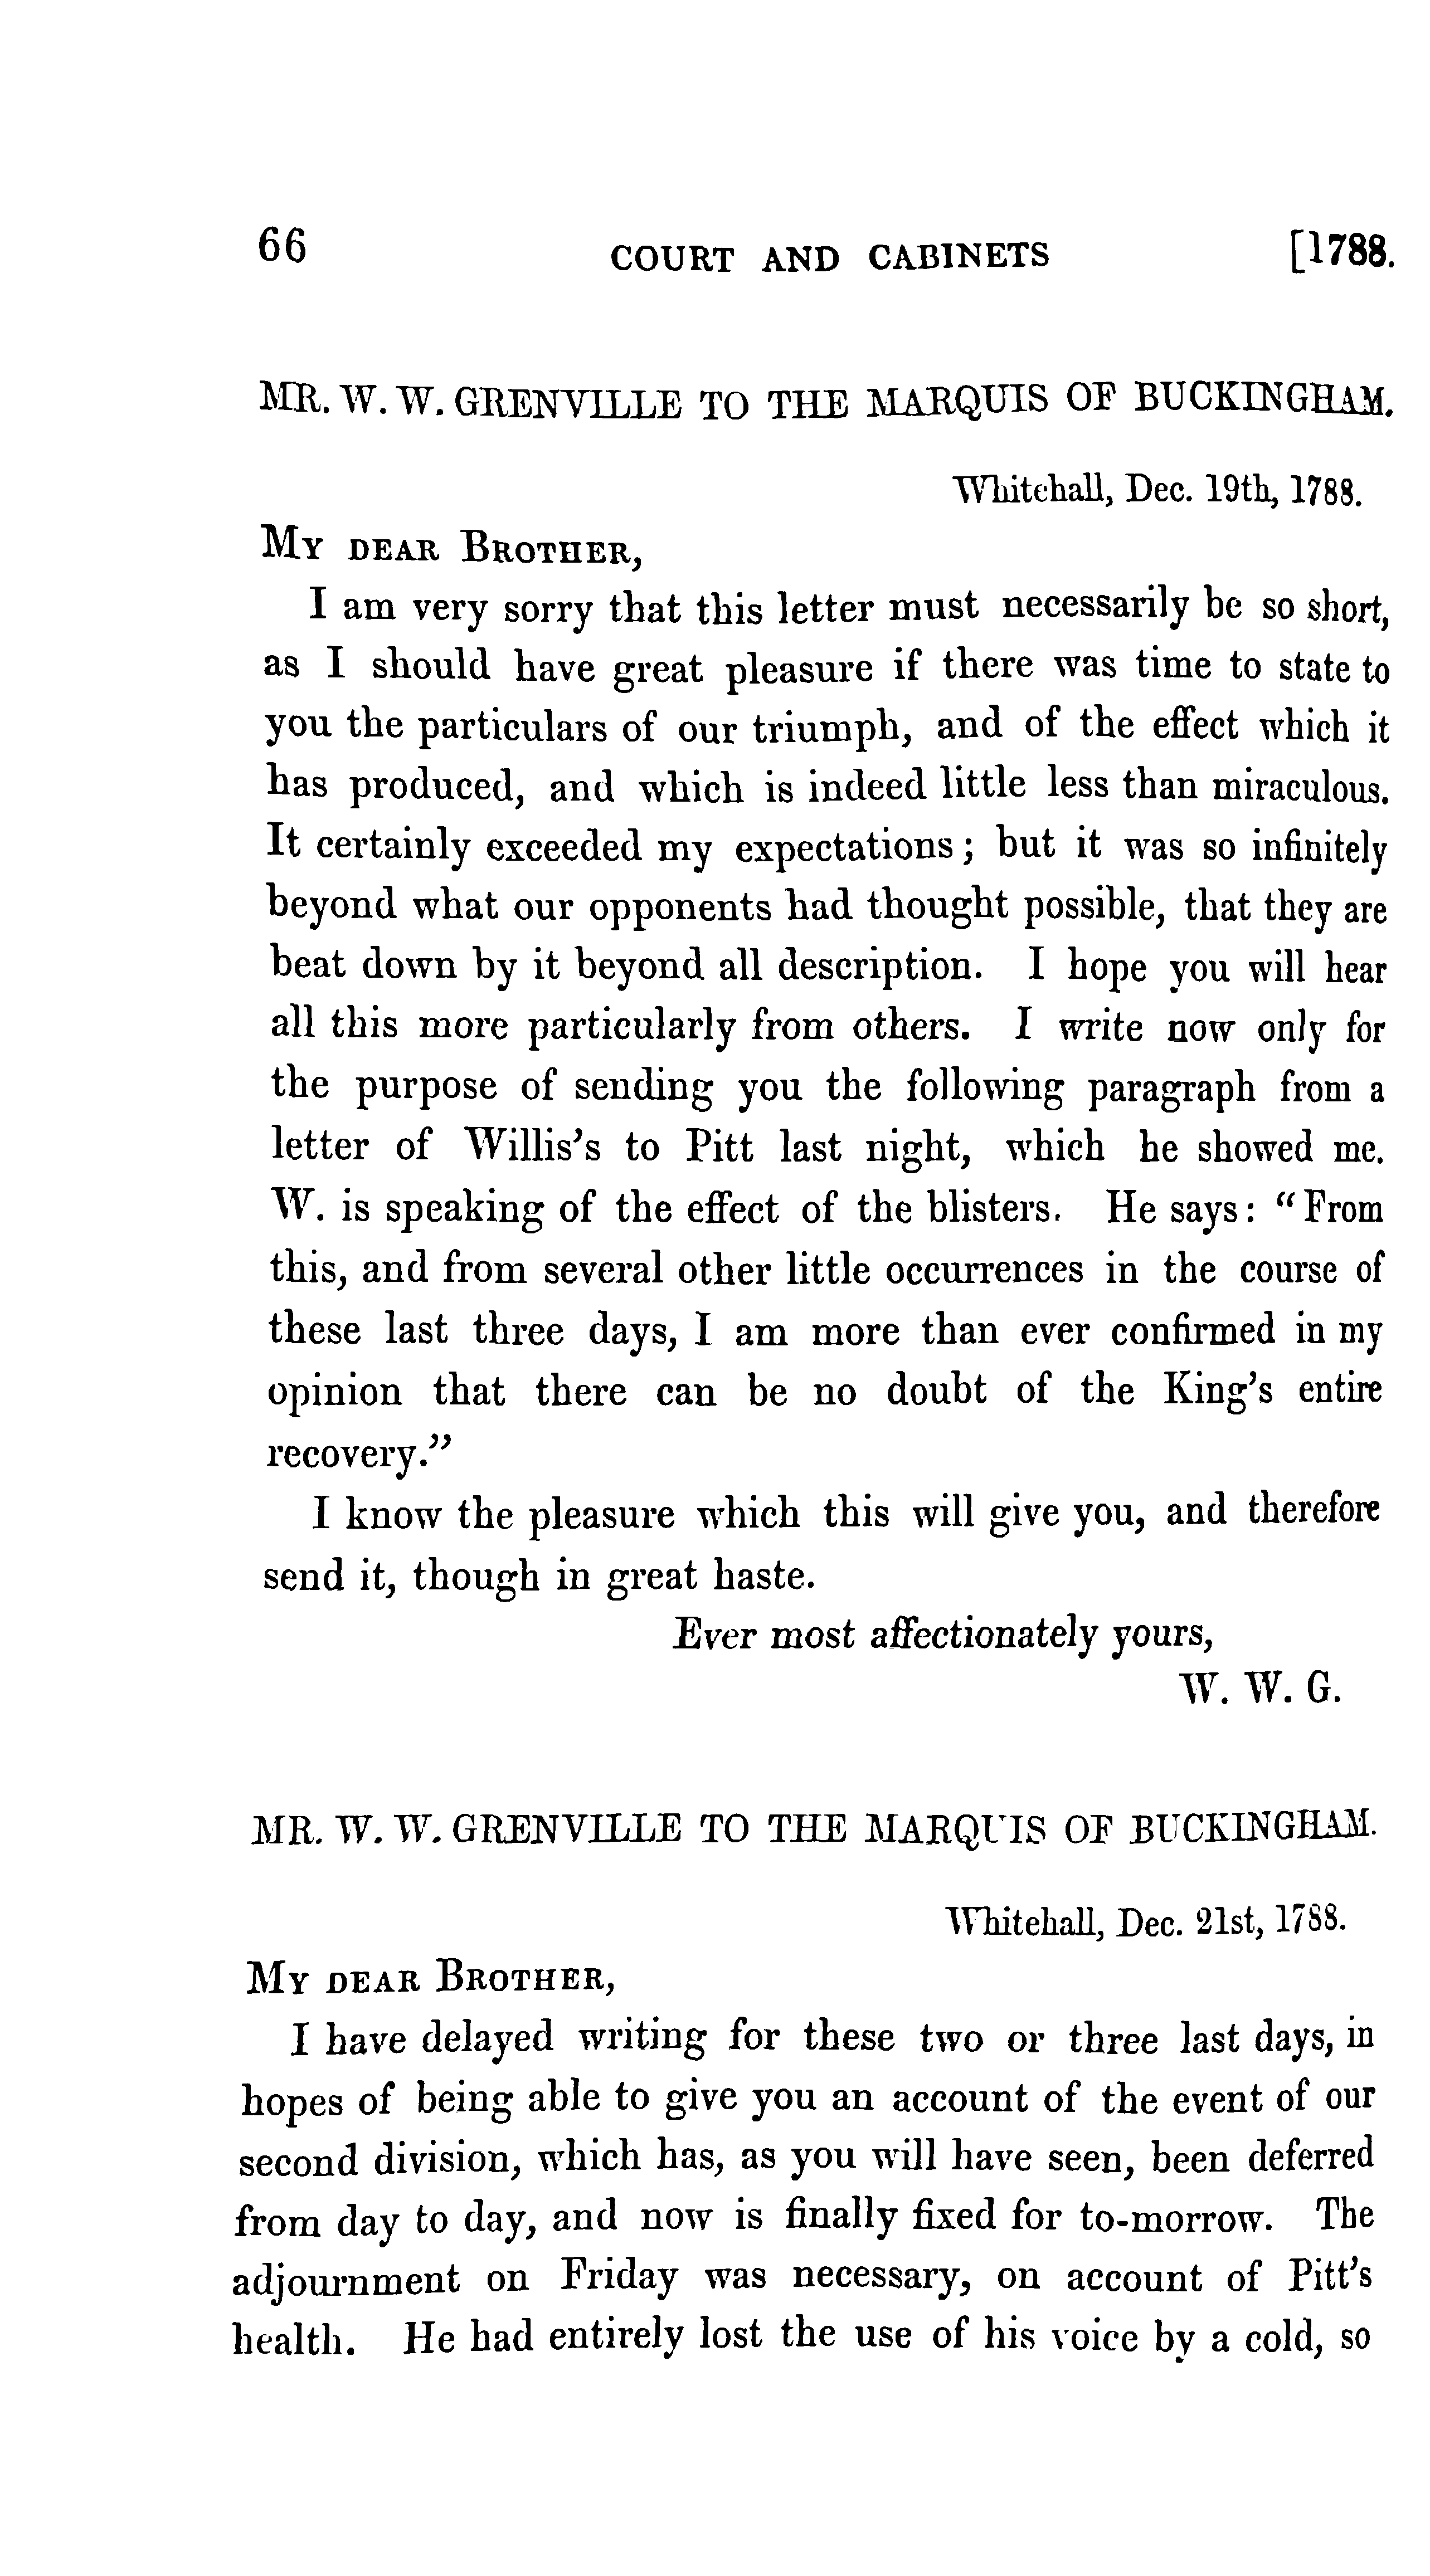 66 COURT AND CABINETS [1788.
MR. W. W. GRENVILLE TO THE MARQUIS OF BUCKINGHAM.
Whitehall, Dec. 19th, 1788.
MY DEAR BROTHER,
I am very sorry that this letter must necessarily be so short,
as I should have great pleasure if there was time to state to
you the particulars of our triumph, and of the effect which it
has produced, and which is indeed little less than miraculous.
It certainly exceeded my expectations; but it was so infinitely
beyond what our opponents had thought possible, that they are
beat down by it beyond all description. I hope you will hear
all this more particularly from others. I write now only for
the purpose of sending you the following paragraph from a
letter of Willis's to Pitt last night, which he showed me.
W. is speaking of the effect of the blisters. He says: "From
this, and from several other little occurrences in the course of
these last three days, I am more than ever confirmed in my
opinion that there can be no doubt of the King's entire
recovery."
I know the pleasure which this will give you, and therefore
send it, though in great haste.
Ever most affectionately yours,
W. W. G.
MR. W. W. GRENVILLE TO THE MARQUIS OF BUCKINGHAM.
Whitehall, Dec. 21st, 1788.
MY DEAR BROTHER,
I have delayed writing for these two or three last days, in
hopes of being able to give you an account of the event of our
second division, which has, as you will have seen, been deferred
from day to day, and now is finally fixed for to-morrow. The
adjournment on Friday was necessary, on account of Pitt's
health. He had entirely lost the use of his voice by a cold, so